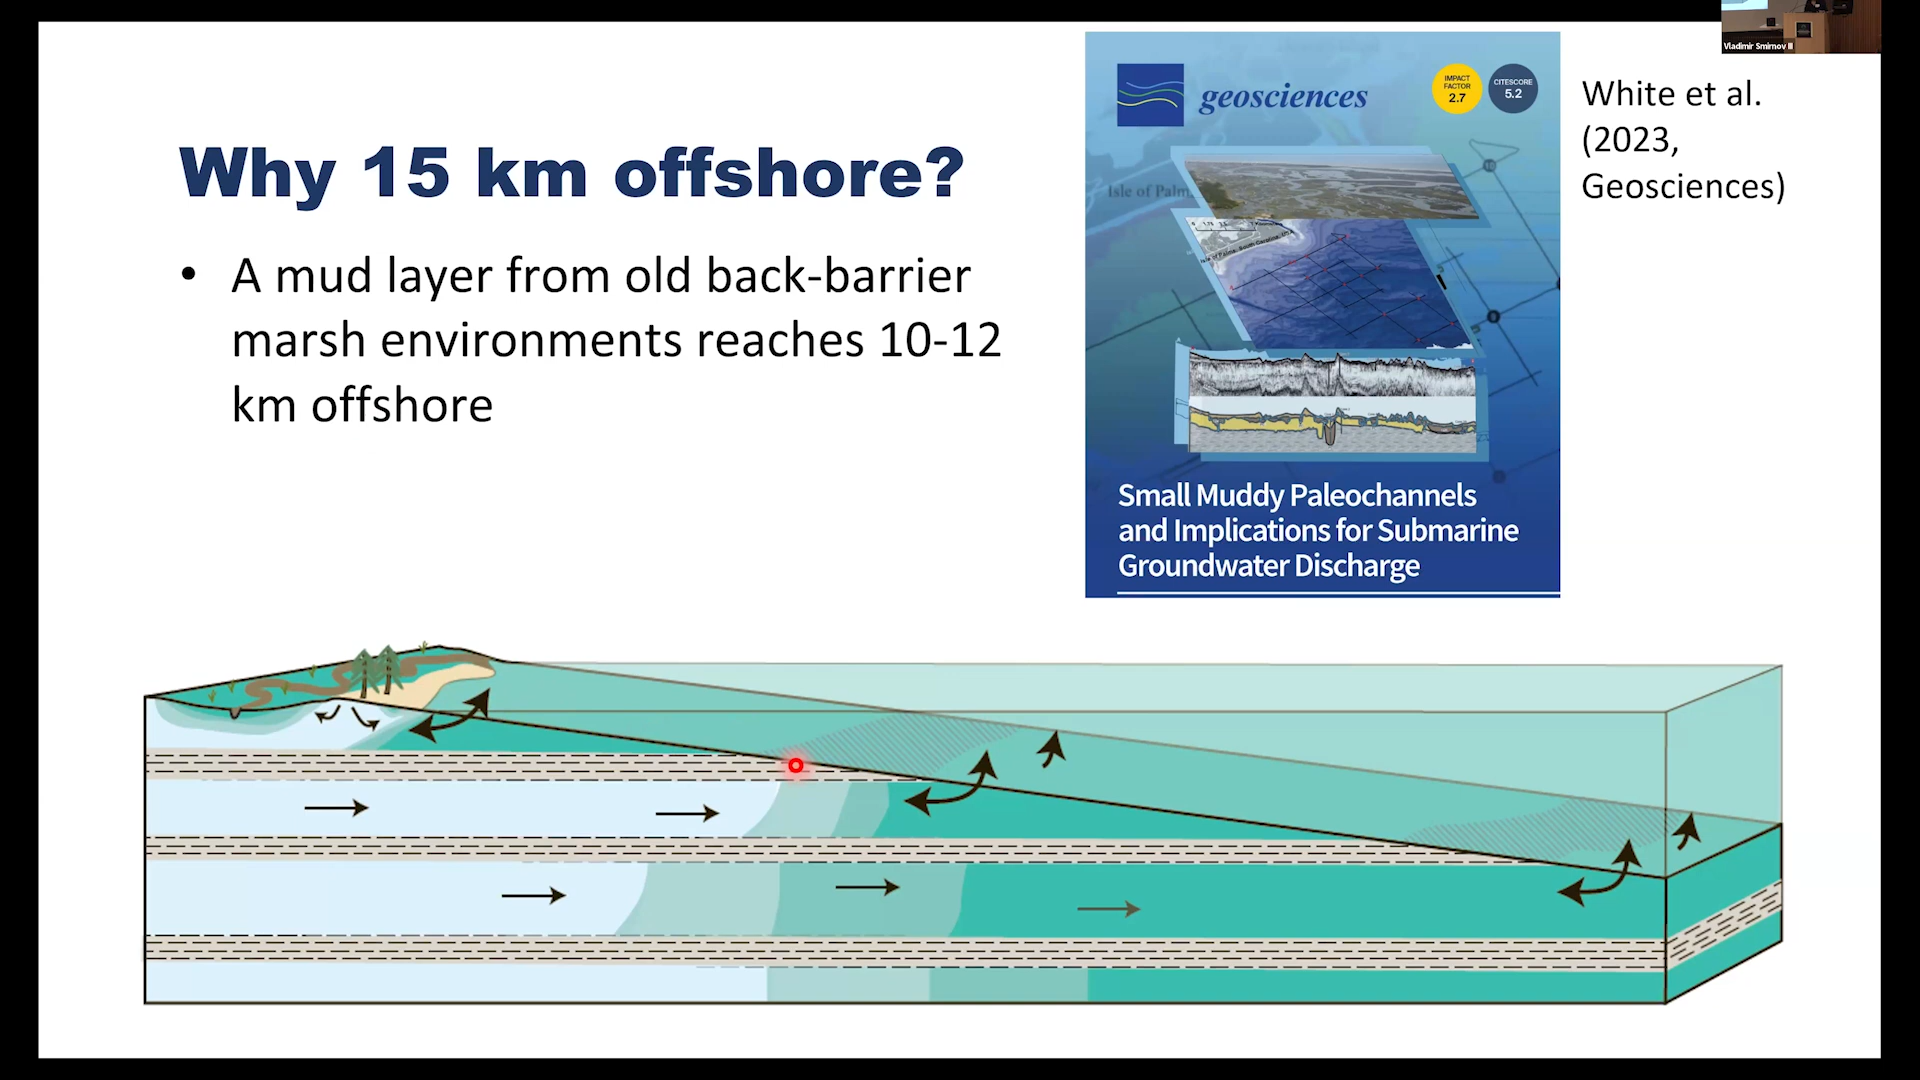 Vladimir Smirnov III
Why 15 km offshore?
• A mud layer from old back-barrier
marsh environments reaches 10-12
km offshore
geosciences
IMPACT
FACTOR
2.7
CITESCORE
5.2
Isle of Palm
Small Muddy Paleochannels
and Implications for Submarine
Groundwater Discharge
White et al.
(2023,
Geosciences)